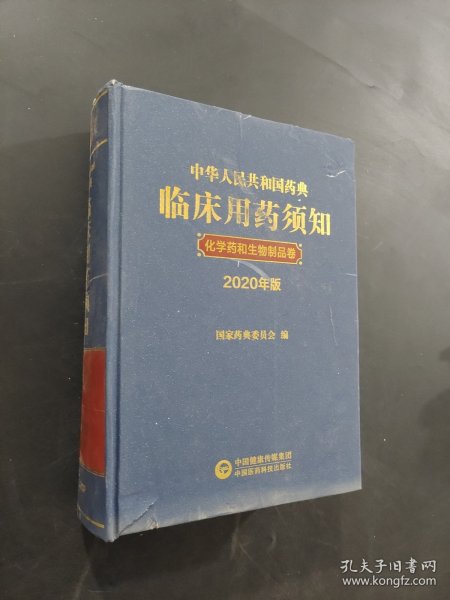 中华人民共和国药典
临床用药须知
化学药和生物制品卷
2020年版
国家药典委员会 编
中国健康传媒集团
中国医药科技出版社
孔夫子旧书网
www.kongfz.com